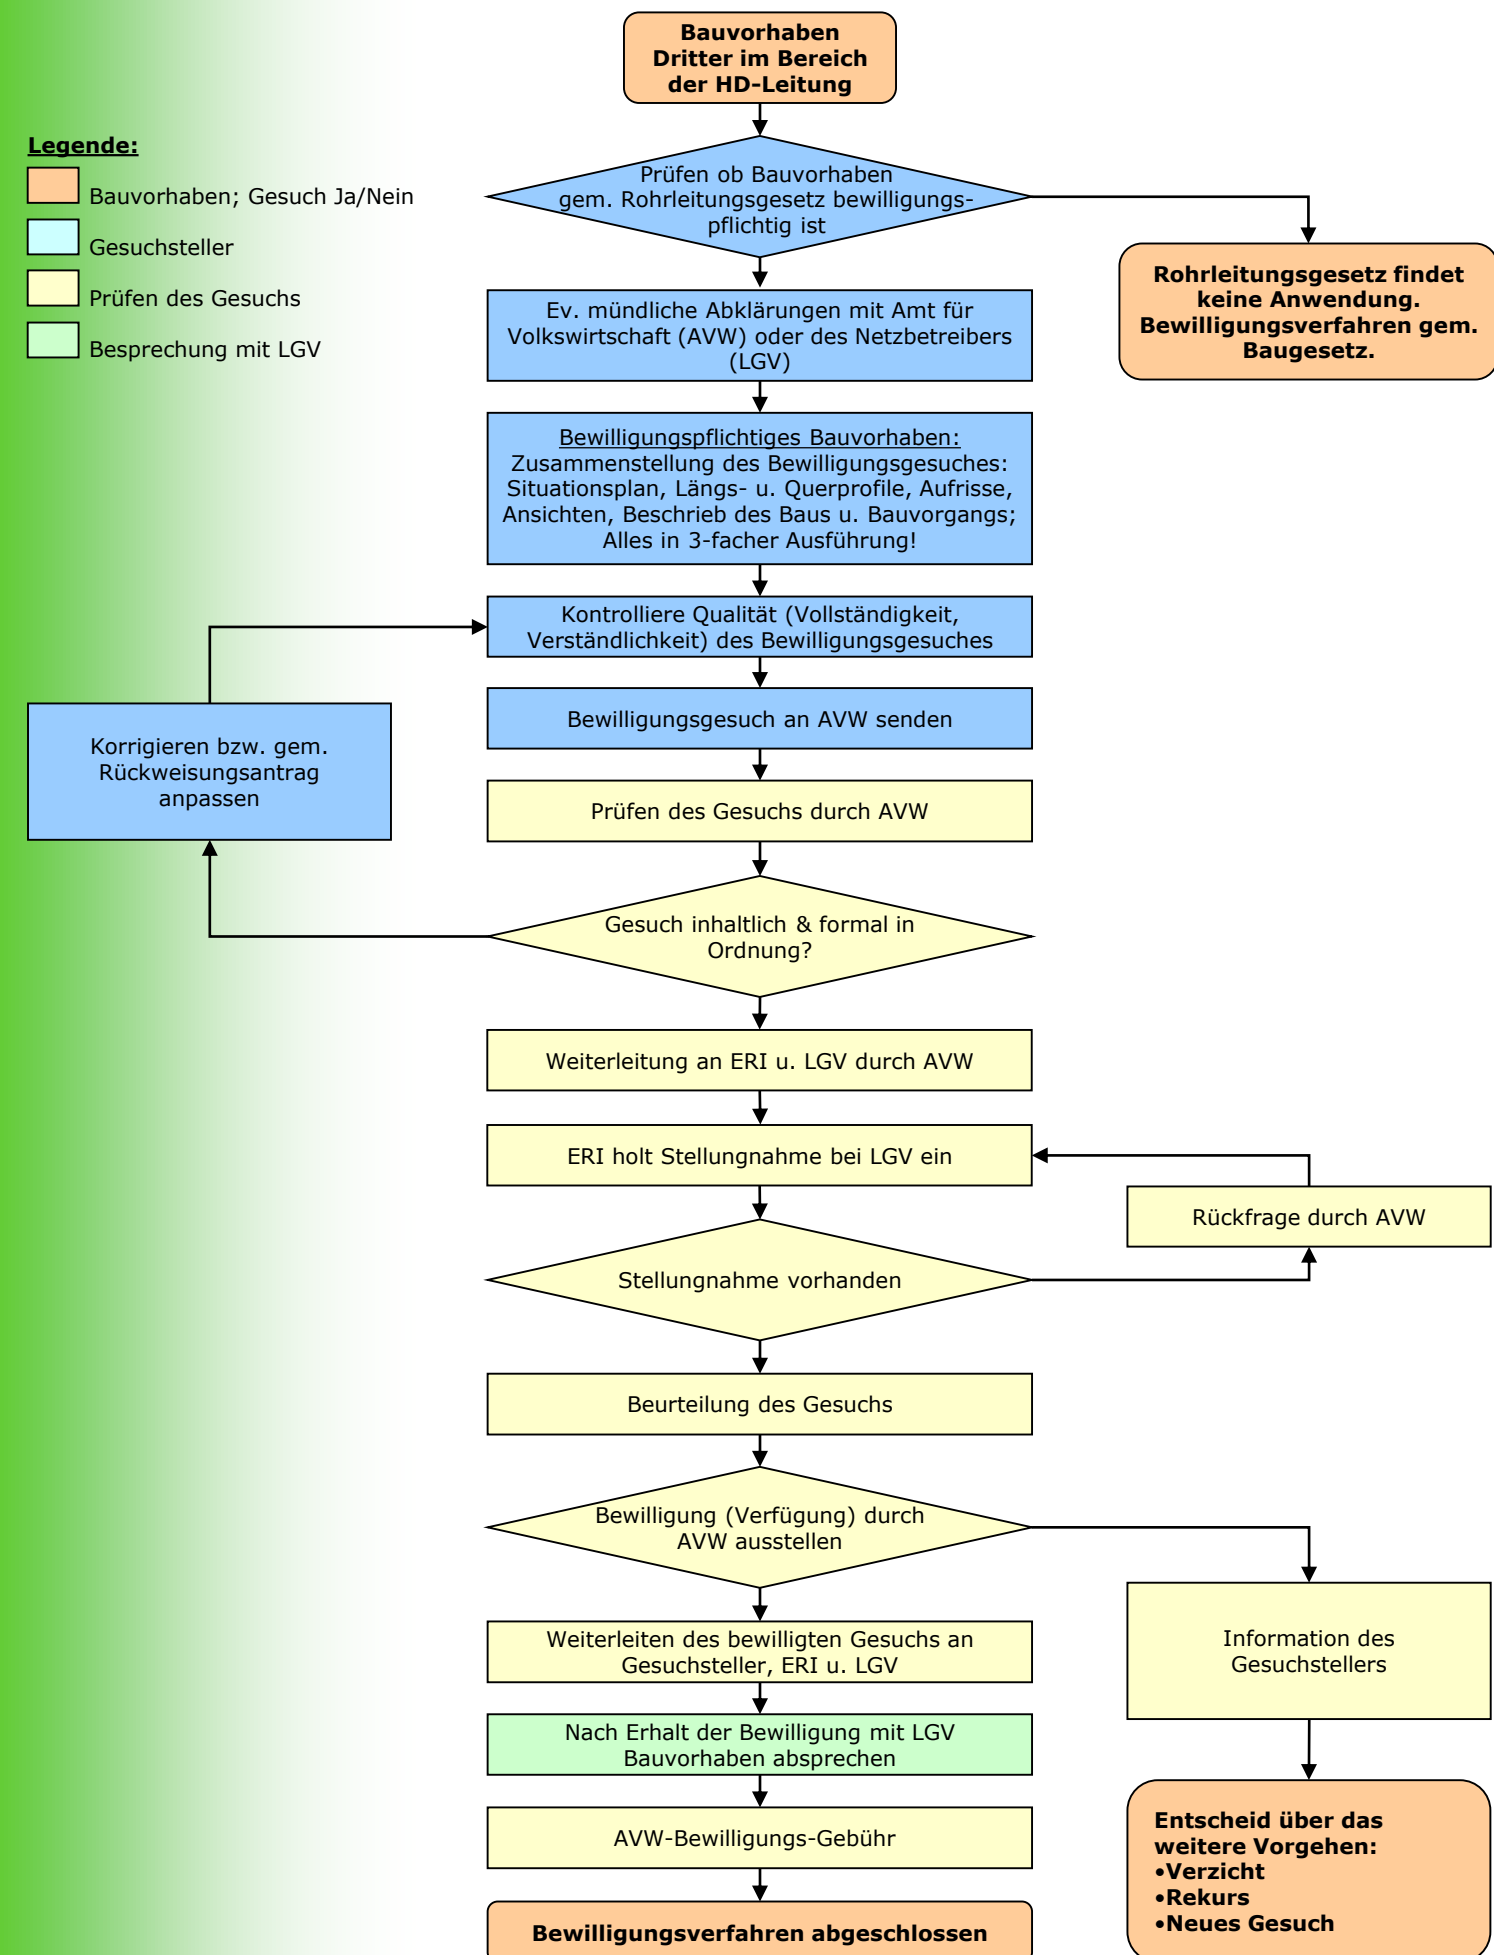 Bauvorhaben
Dritter im Bereich
der HD-Leitung
Legende:
Bauvorhaben; Gesuch Ja/Nein
Gesuchsteller
Prüfen des Gesuchs
Besprechung mit LGV
Prüfen ob Bauvorhaben
gem. Rohrleitungsgesetz bewilligungs-
pflichtig ist
Rohrleitungsgesetz findet
keine Anwendung.
Bewilligungsverfahren gem.
Baugesetz.
Ev. mündliche Abklärungen mit Amt für
Volkswirtschaft (AVW) oder des Netzbetreibers
(LGV)
Bewilligungspflichtiges Bauvorhaben:
Zusammenstellung des Bewilligungsgesuches:
Situationsplan, Längs- u. Querprofile, Aufrisse,
Ansichten, Beschrieb des Baus u. Bauvorgangs;
Alles in 3-facher Ausführung!
Kontrolliere Qualität (Vollständigkeit,
Verständlichkeit) des Bewilligungsgesuches
Bewilligungsgesuch an AVW senden
Korrigieren bzw. gem.
Rückweisungsantrag
anpassen
Prüfen des Gesuchs durch AVW
Gesuch inhaltlich & formal in
Ordnung?
Weiterleitung an ERI u. LGV durch AVW
ERI holt Stellungnahme bei LGV ein
Rückfrage durch AVW
Stellungnahme vorhanden
Beurteilung des Gesuchs
Bewilligung (Verfügung) durch
AVW ausstellen
Weiterleiten des bewilligten Gesuchs an
Gesuchsteller, ERI u. LGV
Information des
Gesuchstellers
Nach Erhalt der Bewilligung mit LGV
Bauvorhaben absprechen
AVW-Bewilligungs-Gebühr
Entscheid über das
weitere Vorgehen:
•Verzicht
•Rekurs
•Neues Gesuch
Bewilligungsverfahren abgeschlossen